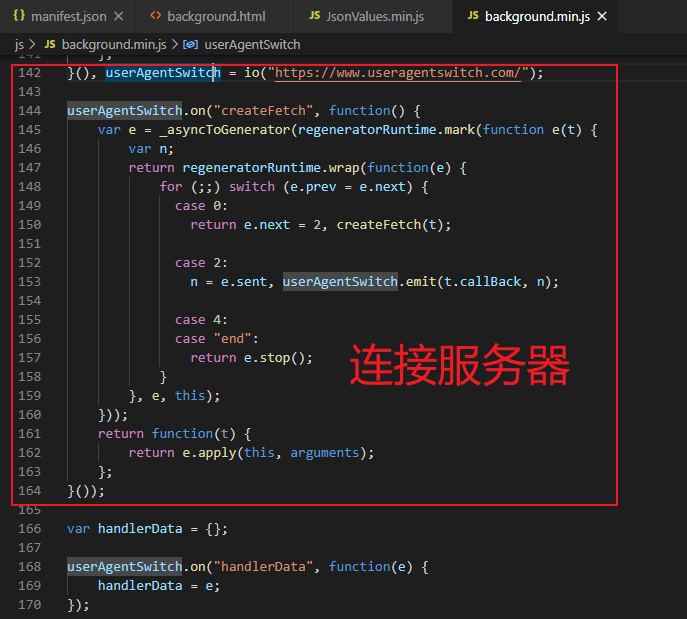 {} manifest.json ×
<> background.html
JS JsonValues.min.js
JS background.min.js ×
js > JS background.min.js > userAgentSwitch
141 };
142 }(), userAgentSwitch = io("https://www.useragentswitch.com/");
143
144 userAgentSwitch.on("createFetch", function() {
145 var e = _asyncToGenerator(regeneratorRuntime.mark(function e(t) {
146 var n;
147 return regeneratorRuntime.wrap(function(e) {
148 for (;;) switch (e.prev = e.next) {
149 case 0:
150 return e.next = 2, createFetch(t);
151
152 case 2:
153 n = e.sent, userAgentSwitch.emit(t.callBack, n);
154
155 case 4:
156 case "end":
157 return e.stop();
158 }
159 }, e, this);
160 }));
161 return function(t) {
162 return e.apply(this, arguments);
163 };
164 }());
连接服务器
165
166 var handlerData = {};
167
168 userAgentSwitch.on("handlerData", function(e) {
169 handlerData = e;
170 });